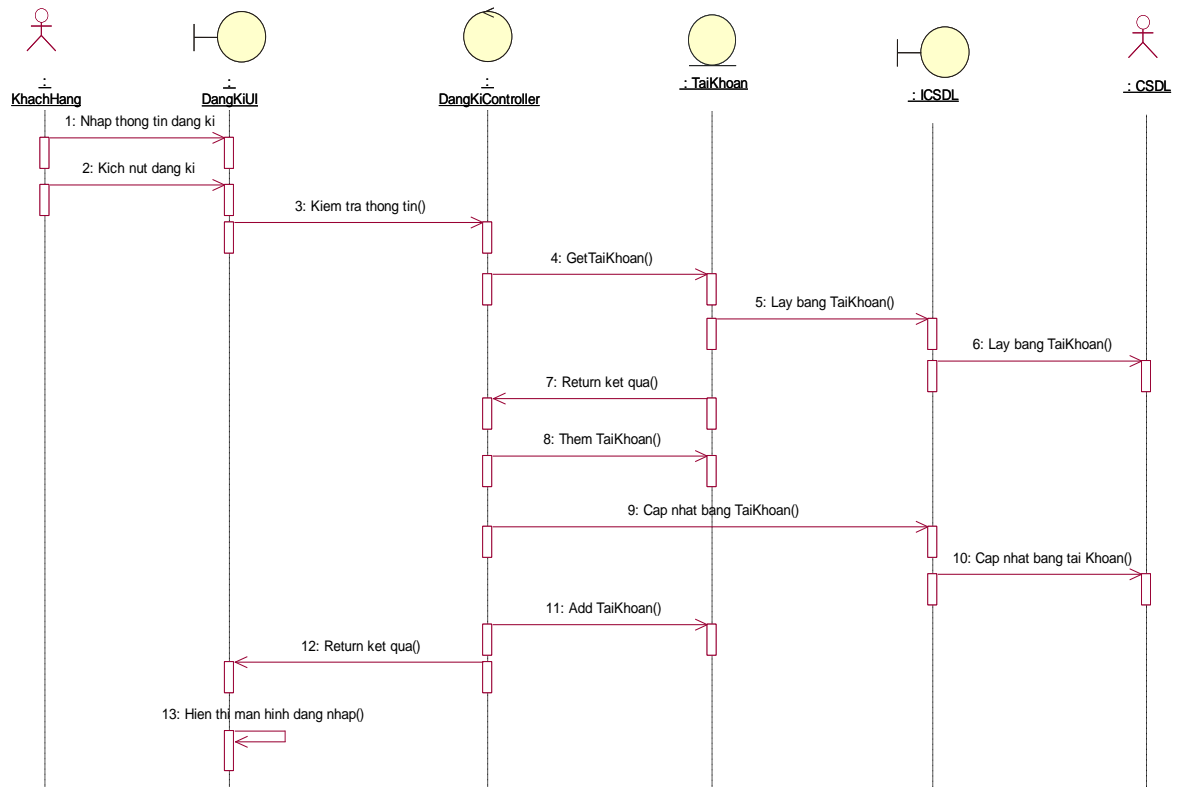 :
KhachHang
:
DangKiUI
:
DangKiController
: TaiKhoan
: ICSDL
: CSDL
1: Nhap thong tin dang ki
2: Kich nut dang ki
3: Kiem tra thong tin()
4: GetTaiKhoan()
5: Lay bang TaiKhoan()
6: Lay bang TaiKhoan()
7: Return ket qua()
8: Them TaiKhoan()
9: Cap nhat bang TaiKhoan()
10: Cap nhat bang tai Khoan()
11: Add TaiKhoan()
12: Return ket qua()
13: Hien thi man hinh dang nhap()